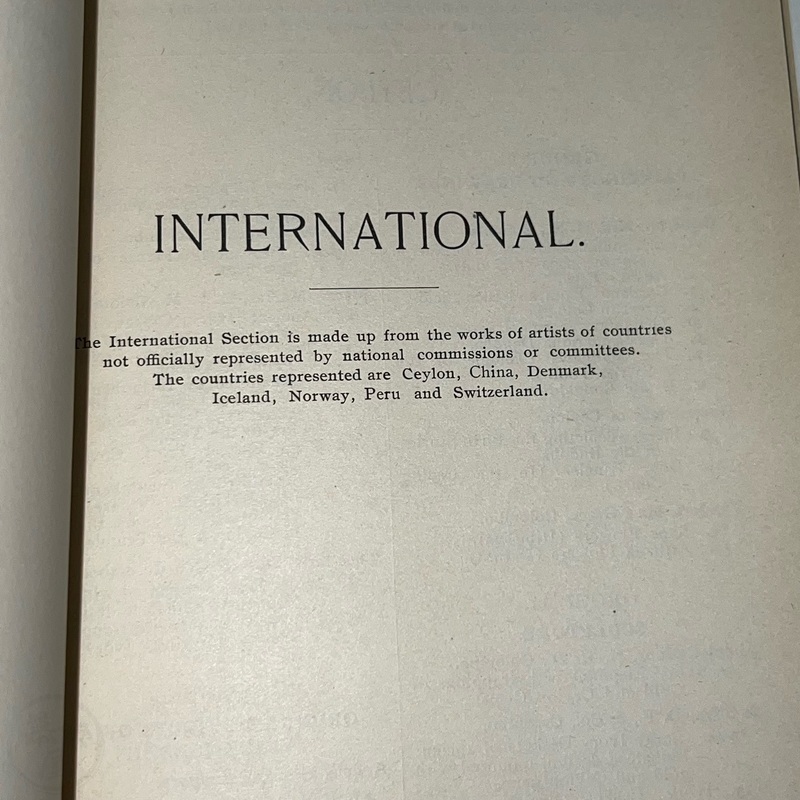 INTERNATIONAL.
The International Section is made up from the works of artists of countries
not officially represented by national commissions or committees.
The countries represented are Ceylon, China, Denmark,
Iceland, Norway, Peru and Switzerland.